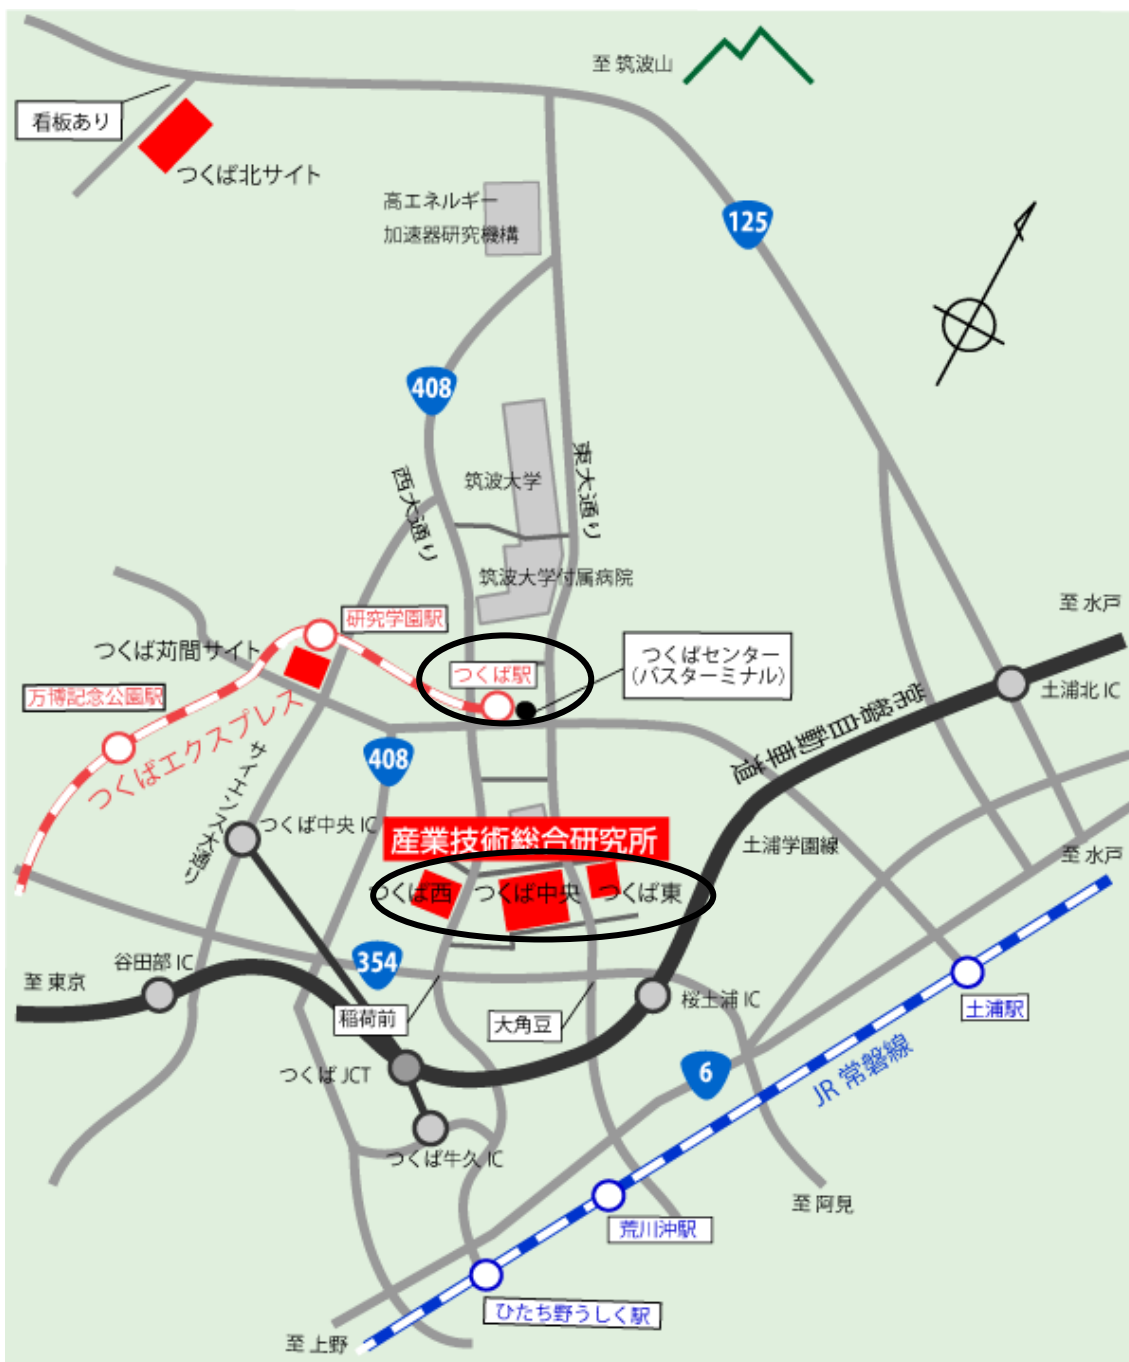 至 筑波山
看板あり
つくば北サイト
高エネルギー
加速器研究機構
125
408
西大通り
筑波大学
東大通り
筑波大学付属病院
至 水戸
研究学園駅
つくば苅間サイト
つくば駅
つくばセンター
(バスターミナル)
万博記念公園駅
土浦北 IC
つくばエクスプレス
常磐自動車道
408
サイエンス大通り
つくば中央 IC
産業技術総合研究所
土浦学園線
至 水戸
つくば西
つくば中央
つくば東
354
谷田部 IC
至 東京
稲荷前
大角豆
桜土浦 IC
土浦駅
つくば JCT
6
JR 常磐線
つくば牛久 IC
至 阿見
荒川沖駅
ひたち野うしく駅
至 上野